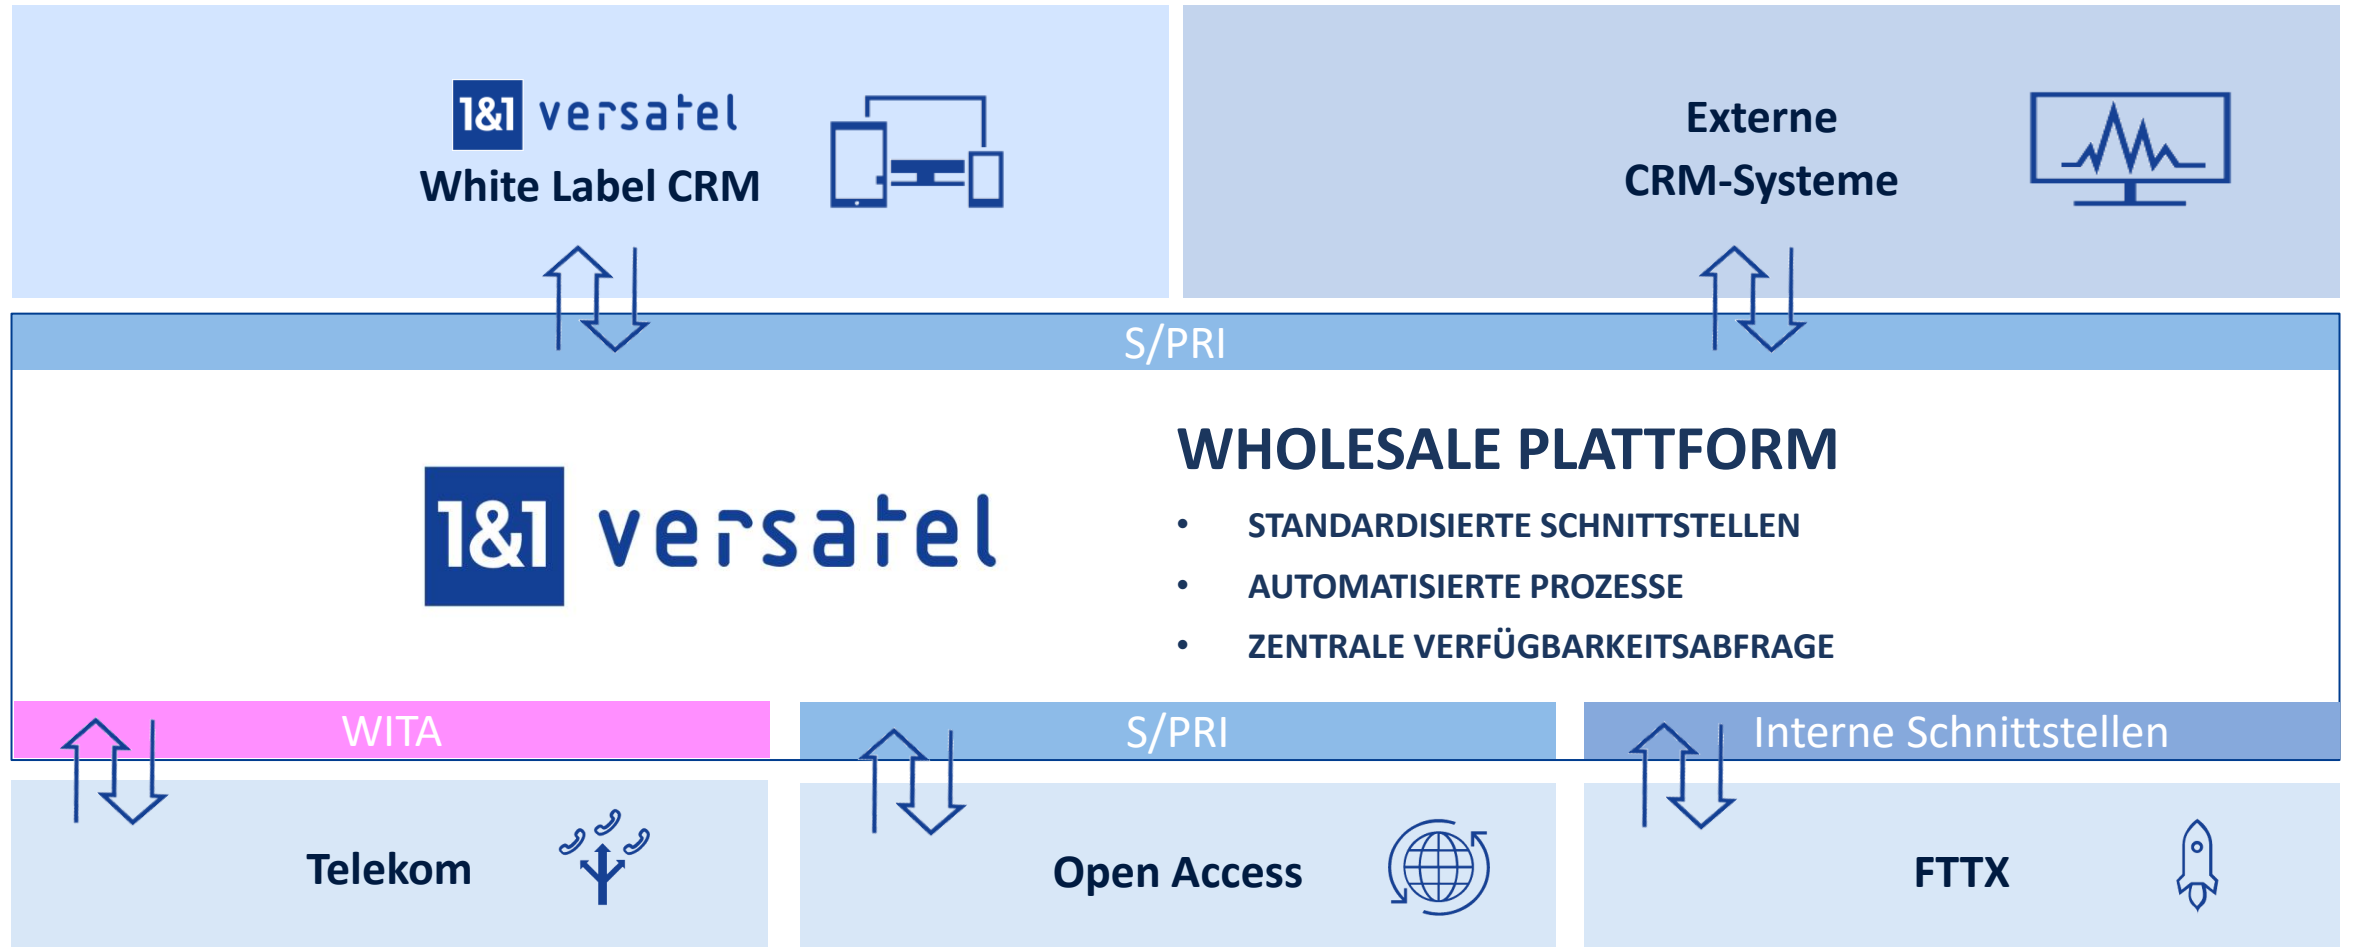 1&1 versatel
White Label CRM
Externe
CRM-Systeme
S/PRI
1&1 versatel
WHOLESALE PLATTFORM
• STANDARDISIERTE SCHNITTSTELLEN
• AUTOMATISIERTE PROZESSE
• ZENTRALE VERFÜGBARKEITSABFRAGE
WITA
S/PRI
Interne Schnittstellen
Telekom
Open Access
FTTX